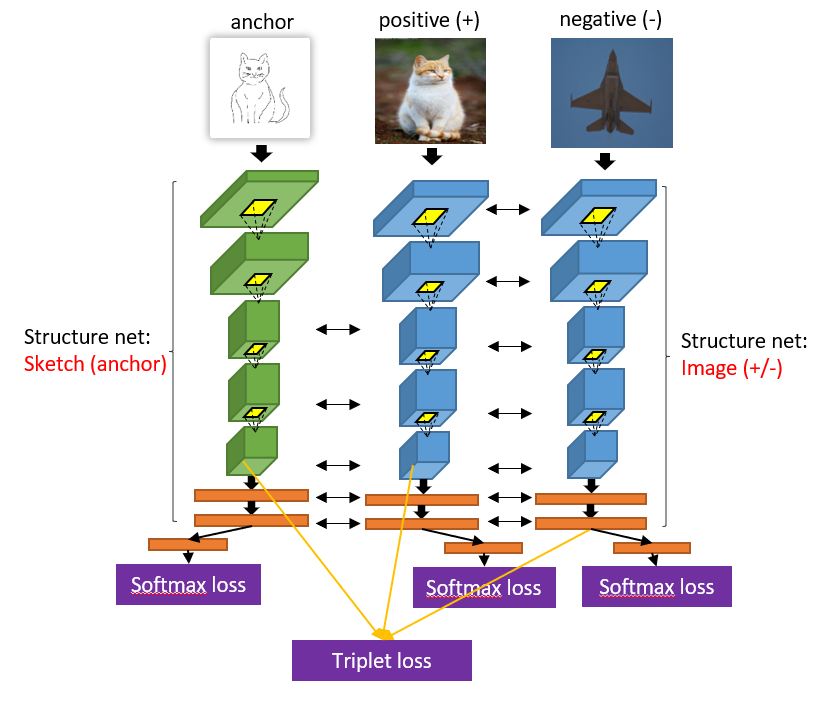 anchor
positive (+)
negative (-)
Structure net:
Sketch (anchor)
Structure net:
Image (+/-)
Softmax loss
Softmax loss
Softmax loss
Triplet loss